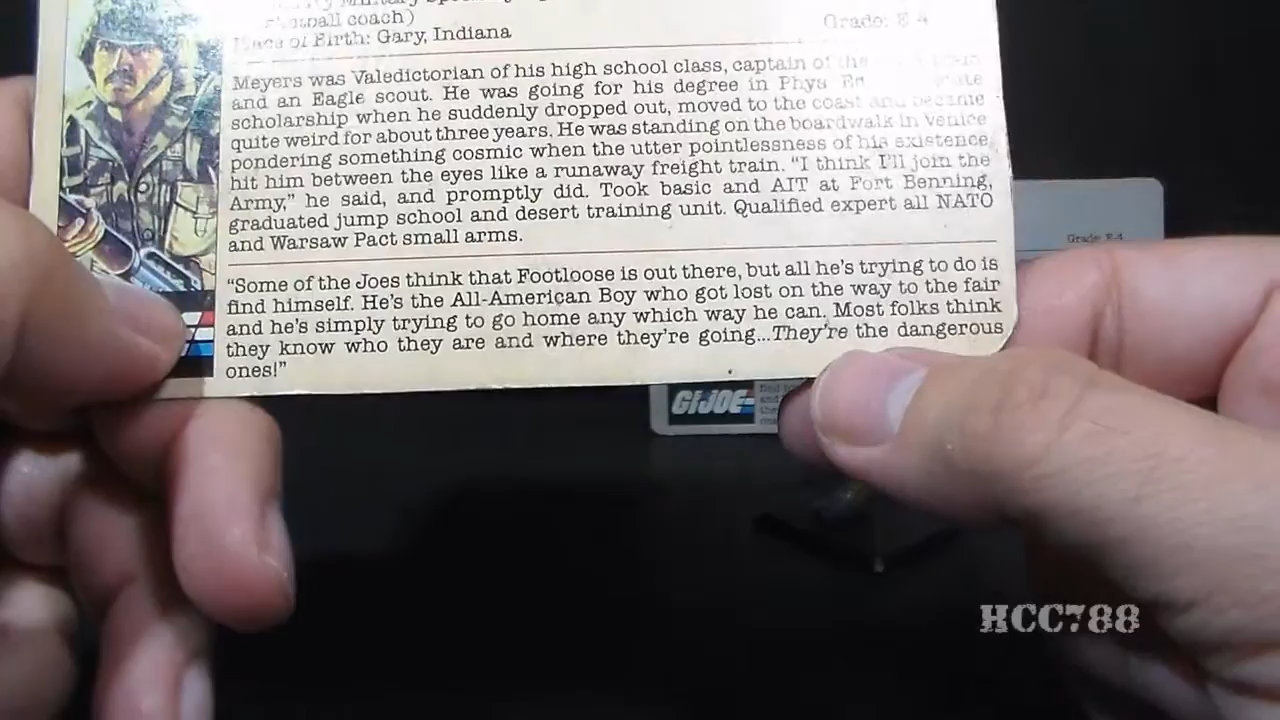 Military
coach)
of Birth: Gary, Indiana
Grade: E-4
Meyers was Valedictorian of his high school class, captain of the
and an Eagle scout. He was going for his degree in Phys
scholarship when he suddenly dropped out, moved to the coast and became
quite weird for about three years. He was standing on the boardwalk in Venice
pondering something cosmic when the utter pointlessness of his existence
hit him between the eyes like a runaway freight train. "I think I'll join the
Army," he said, and promptly did. Took basic and AIT at Fort Benning,
graduated jump school and desert training unit. Qualified expert all NATO
and Warsaw Pact small arms.
"Some of the Joes think that Footloose is out there, but all he's trying to do is
find himself. He's the All-American Boy who got lost on the way to the fair
and he's simply trying to go home any which way he can. Most folks think
they know who they are and where they're going...They're the dangerous
ones!"
Grade E-4
GI JOE
HCC788